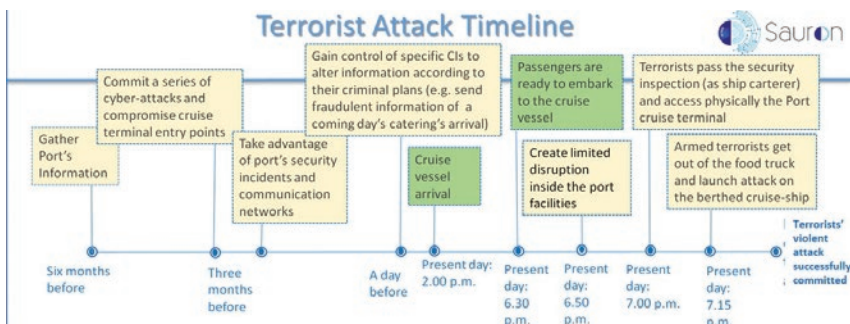 Terrorist Attack Timeline
Sauron
Gather
Port's
Information
Commit a series of
cyber-attacks and
compromise cruise
terminal entry points
Take advantage
of port's security
incidents and
communication
networks
Gain control of specific CIs to
alter information according to
their criminal plans (e.g. send
fraudulent information of a
coming day's catering's arrival)
Cruise
vessel
arrival
Passengers are
ready to embark
to the cruise
vessel
Create limited
disruption
inside the port
facilities
Terrorists pass the security
inspection (as ship carterer)
and access physically the Port
cruise terminal
Armed terrorists get
out of the food truck
and launch attack on
the berthed cruise-ship
Terrorists'
violent
attack
successfully
committed
Six months
before
Three
months
before
A day
before
Present day:
2.00 p.m.
Present
day:
6.30
p.m.
Present
day:
6.50
p.m.
Present day:
7.00 p.m.
Present
day:
7.15
p.m.